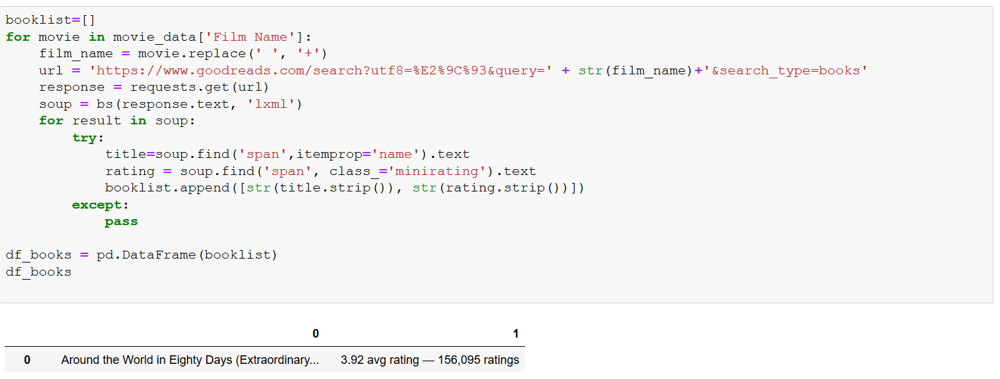 booklist=[]
for movie in movie_data['Film Name']:
    film_name = movie.replace(' ', '+')
    url = 'https://www.goodreads.com/search?utf8=%E2%9C%93&query=' + str(film_name)+'&search_type=books'
    response = requests.get(url)
    soup = bs(response.text, 'lxml')
    for result in soup:
        try:
            title=soup.find('span',itemprop='name').text
            rating = soup.find('span', class_='minirating').text
            booklist.append([str(title.strip()), str(rating.strip())])
        except:
            pass
df_books = pd.DataFrame(booklist)
df_books
0 1
0 Around the World in Eighty Days (Extraordinary... 3.92 avg rating — 156,095 ratings